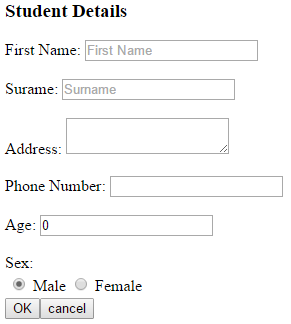 Student Details
First Name: First Name
Surame: Surname
Address:
Phone Number:
Age: 0
Sex:
Male Female
OK cancel